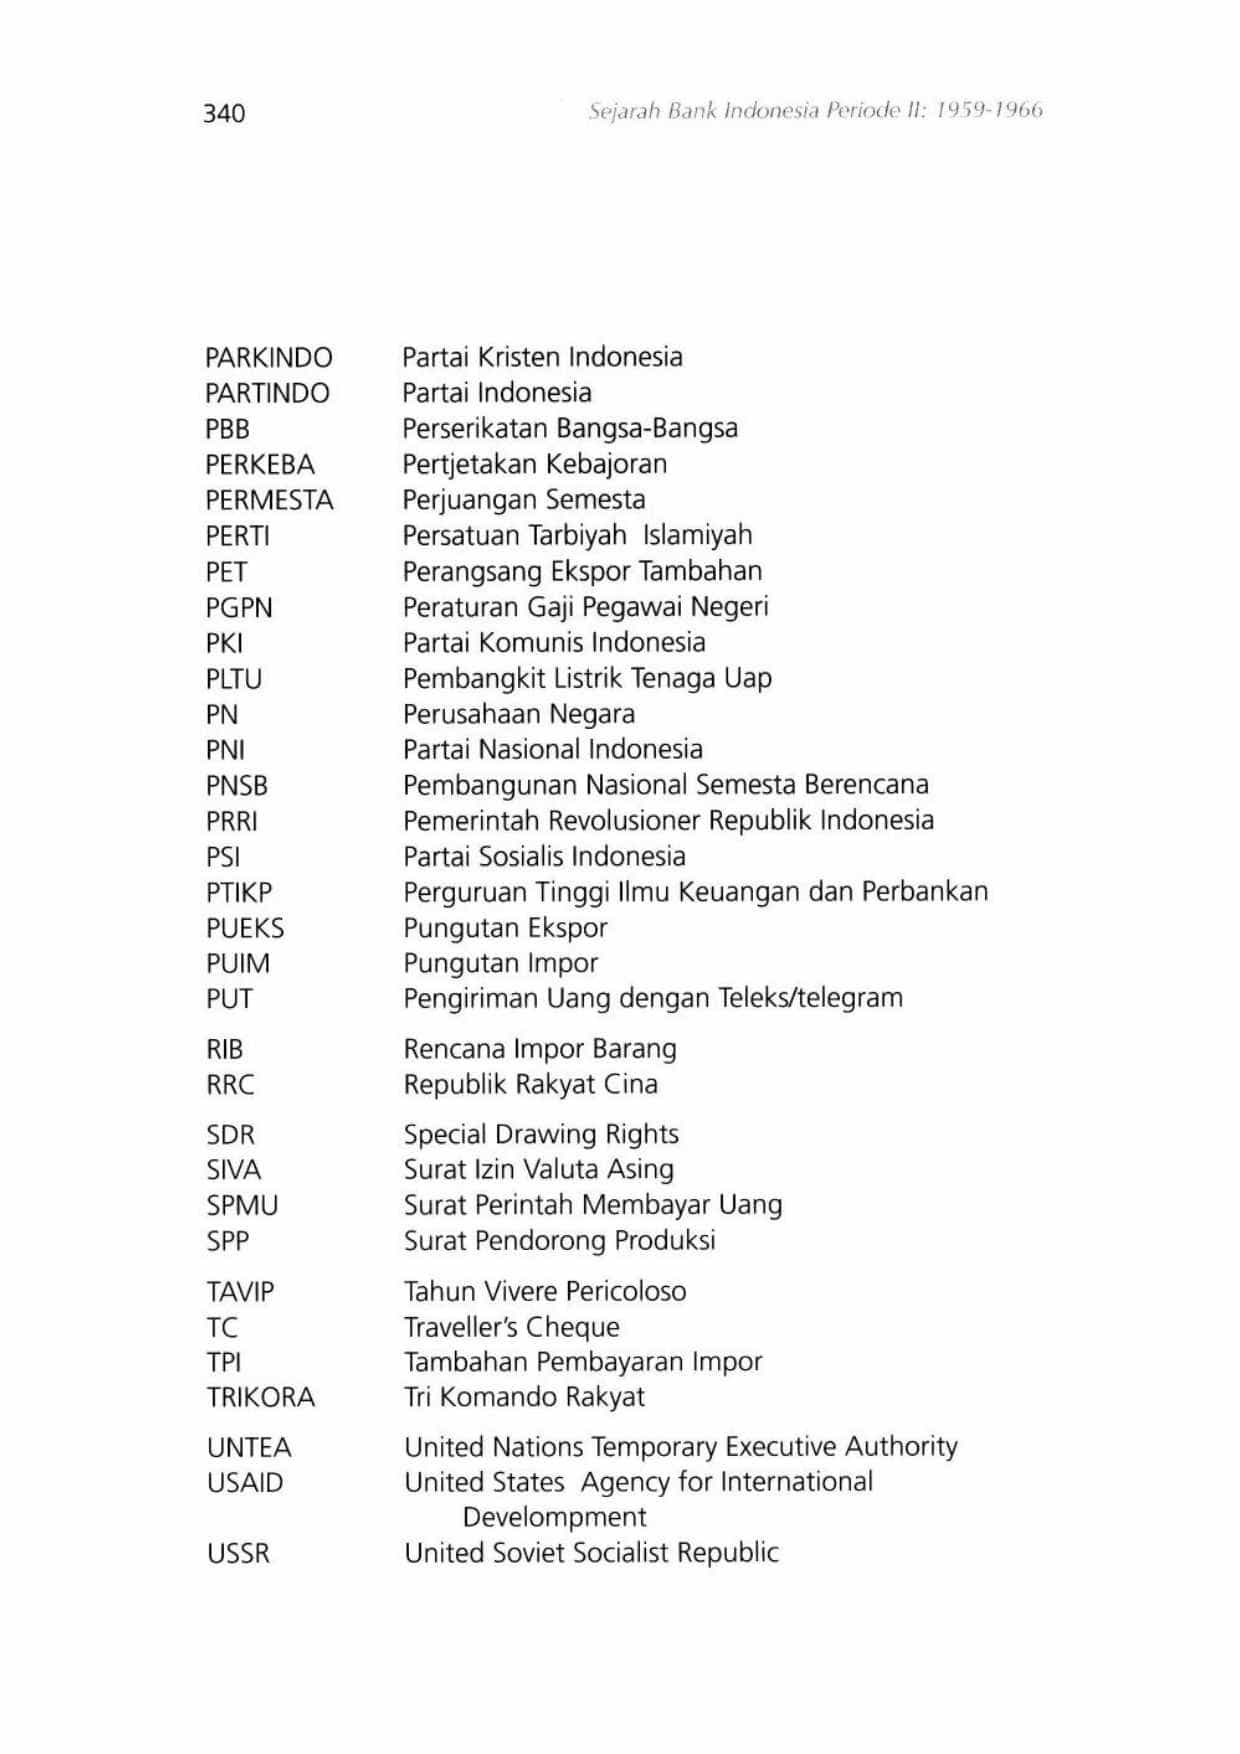 340 Sejarah Bank Indonesia Periode II: 1959-1966
PARKINDO Partai Kristen Indonesia
PARTINDO Partai Indonesia
PBB Perserikatan Bangsa-Bangsa
PERKEBA Pertjetakan Kebajoran
PERMESTA Perjuangan Semesta
PERTI Persatuan Tarbiyah Islamiyah
PET Perangsang Ekspor Tambahan
PGPN Peraturan Gaji Pegawai Negeri
PKI Partai Komunis Indonesia
PLTU Pembangkit Listrik Tenaga Uap
PN Perusahaan Negara
PNI Partai Nasional Indonesia
PNSB Pembangunan Nasional Semesta Berencana
PRRI Pemerintah Revolusioner Republik Indonesia
PSI Partai Sosialis Indonesia
PTIKP Perguruan Tinggi Ilmu Keuangan dan Perbankan
PUEKS Pungutan Ekspor
PUIM Pungutan Impor
PUT Pengiriman Uang dengan Teleks/telegram
RIB Rencana Impor Barang
RRC Republik Rakyat Cina
SDR Special Drawing Rights
SIVA Surat Izin Valuta Asing
SPMU Surat Perintah Membayar Uang
SPP Surat Pendorong Produksi
TAVIP Tahun Vivere Pericoloso
TC Traveller's Cheque
TPI Tambahan Pembayaran Impor
TRIKORA Tri Komando Rakyat
UNTEA United Nations Temporary Executive Authority
USAID United States Agency for International
Develompment
USSR United Soviet Socialist Republic